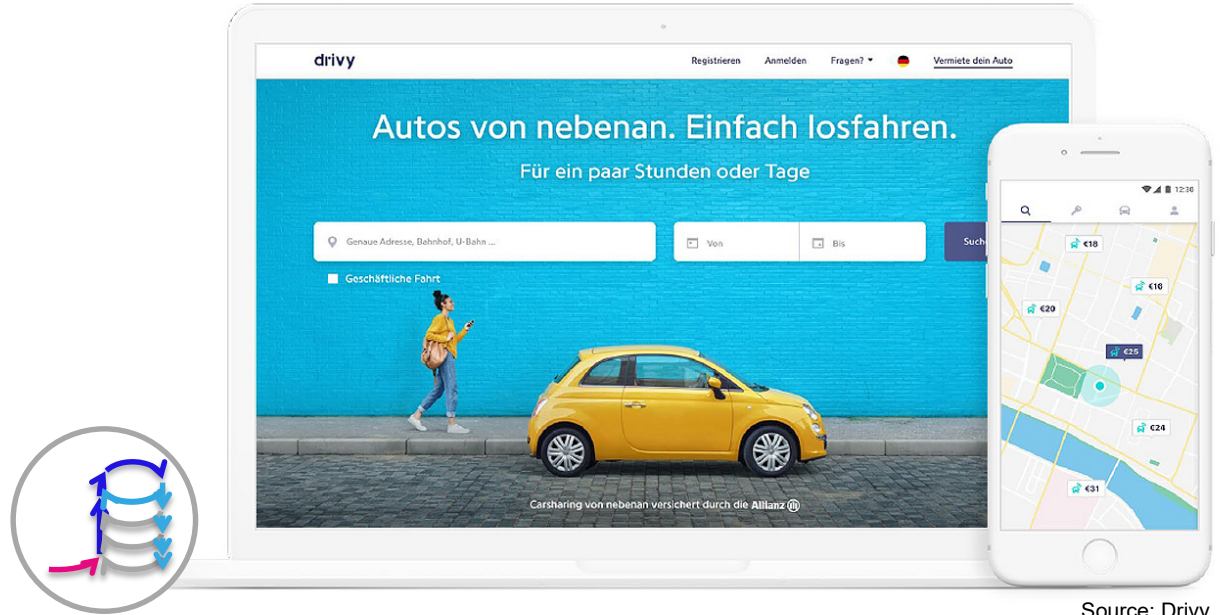 drivy
Registrieren Anmelden Fragen? Vermiete dein Auto
Autos von nebenan. Einfach losfahren.
Für ein paar Stunden oder Tage
Genaue Adresse, Bahnhof, U-Bahn ...
Von
Bis
Geschäftliche Fahrt
Carsharing von nebenan versichert durch die Allianz
12:30
€18
€16
€20
€25
€24
€31
Source: Drivy